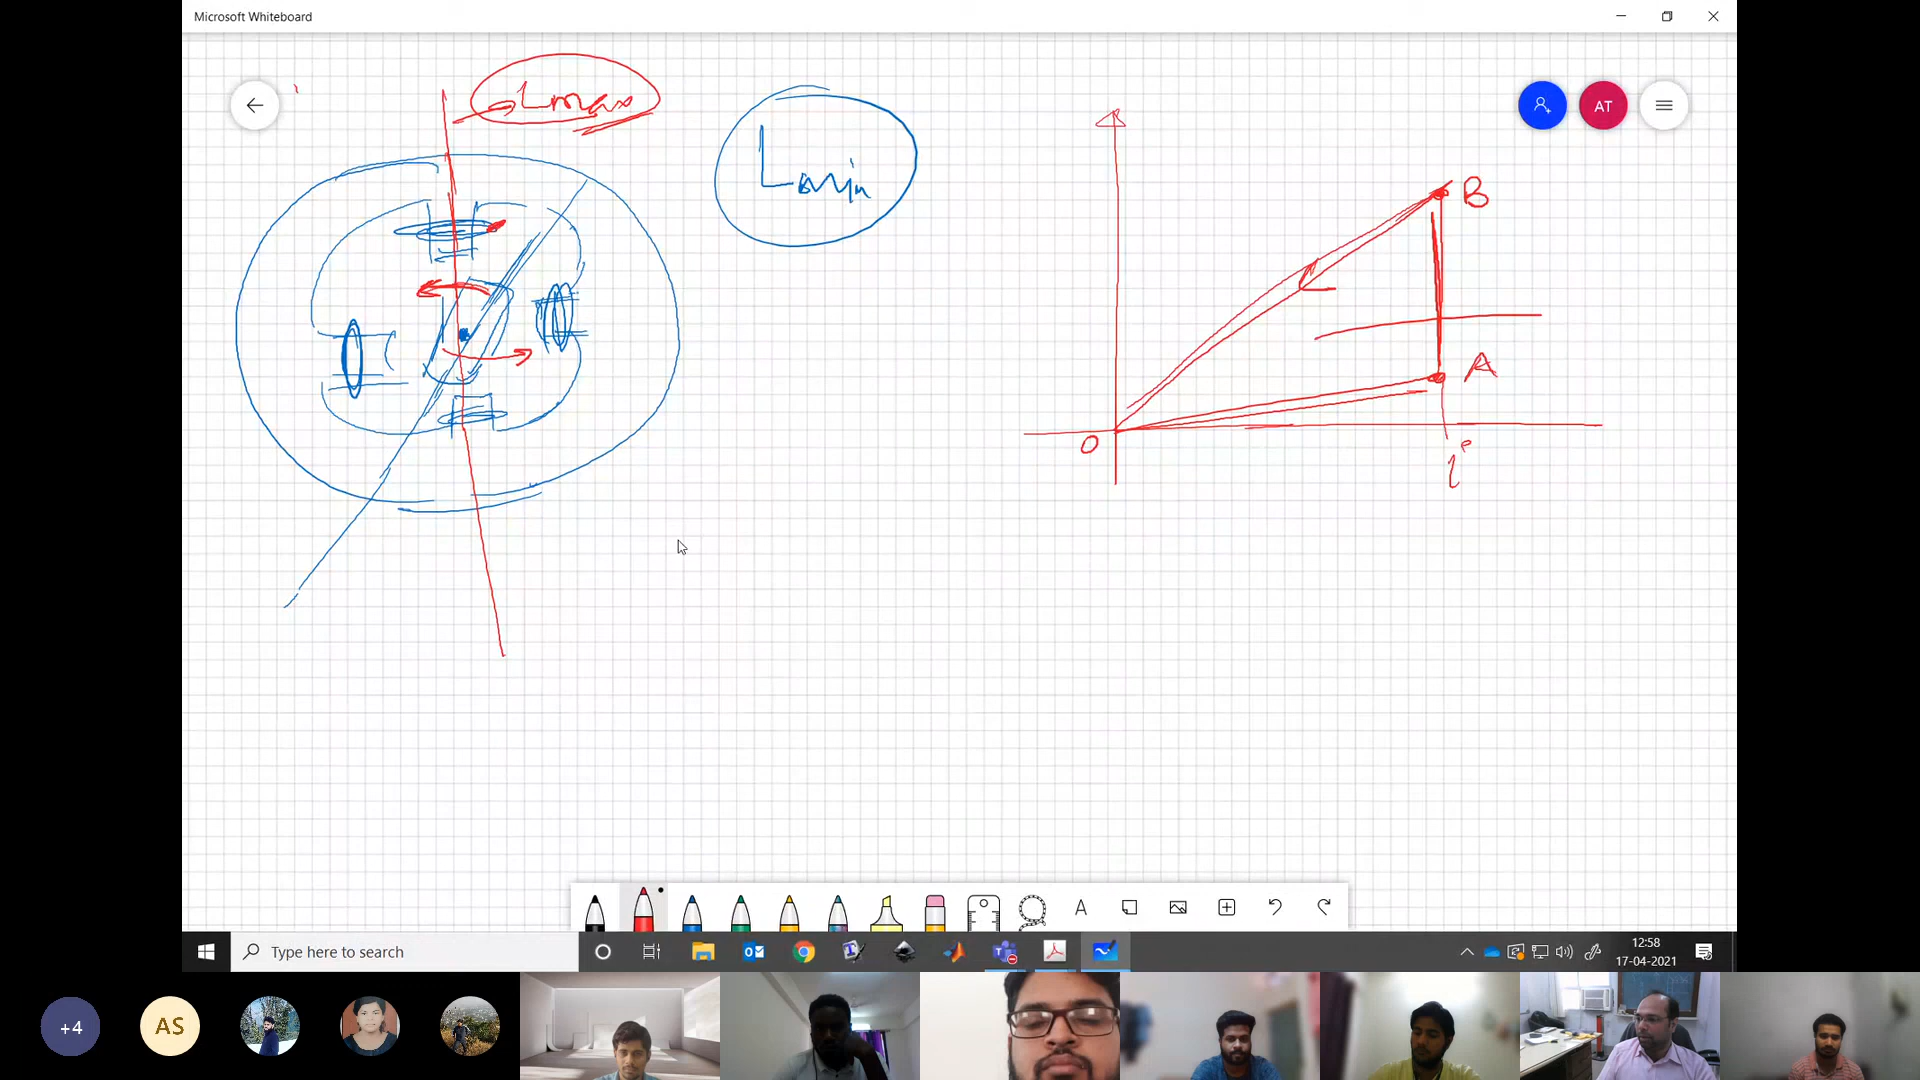 Microsoft Whiteboard
Lmax
Lmin
AT
B
A
O
i
A
Type here to search
12:58
17-04-2021
+4
AS